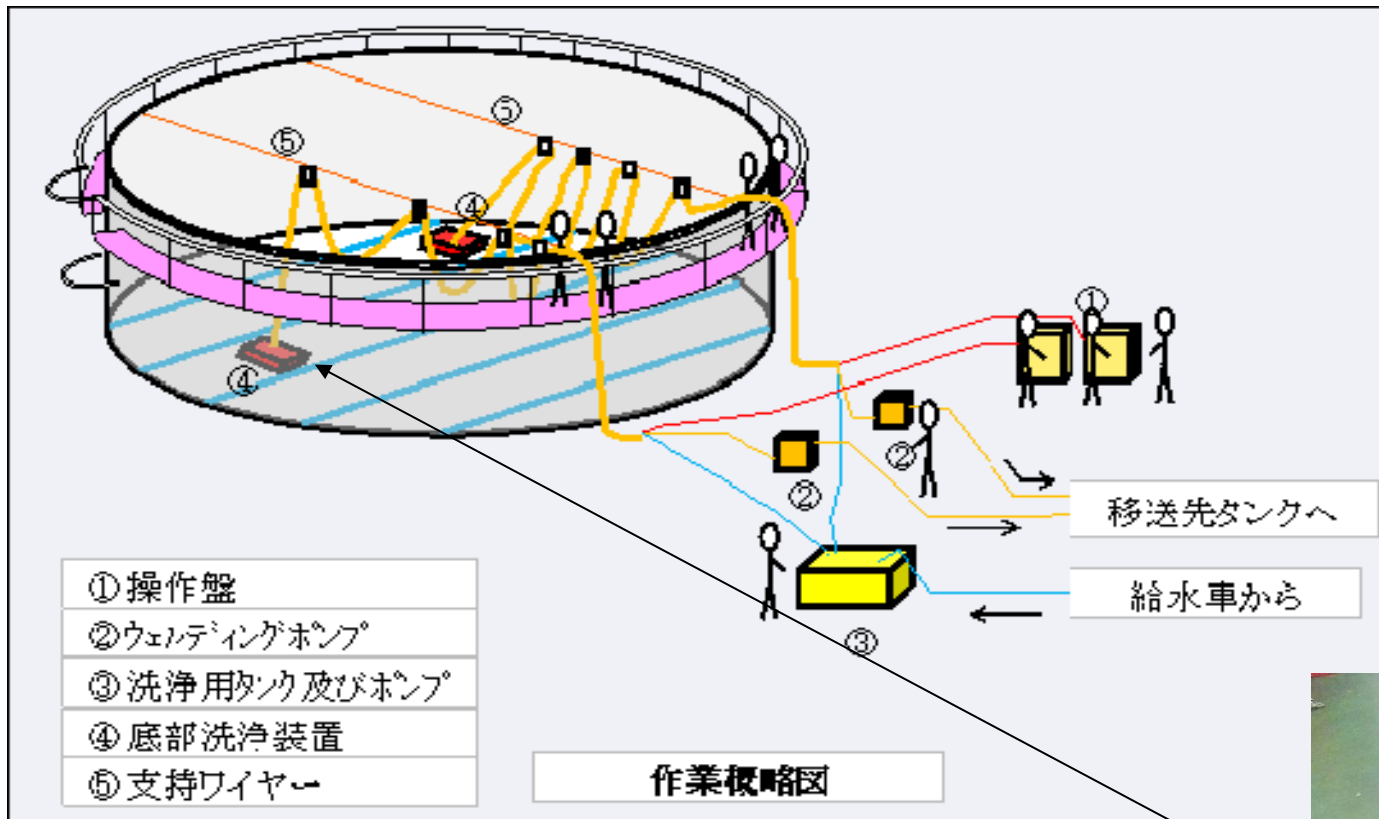 ⑤
⑤
④
④
①
②
②
移送先タンクへ
給水車から
③
①操作盤
②ウェルディングポンプ
③洗浄用タンク及びポンプ
④底部洗浄装置
⑤支持ワイヤー
作業概略図